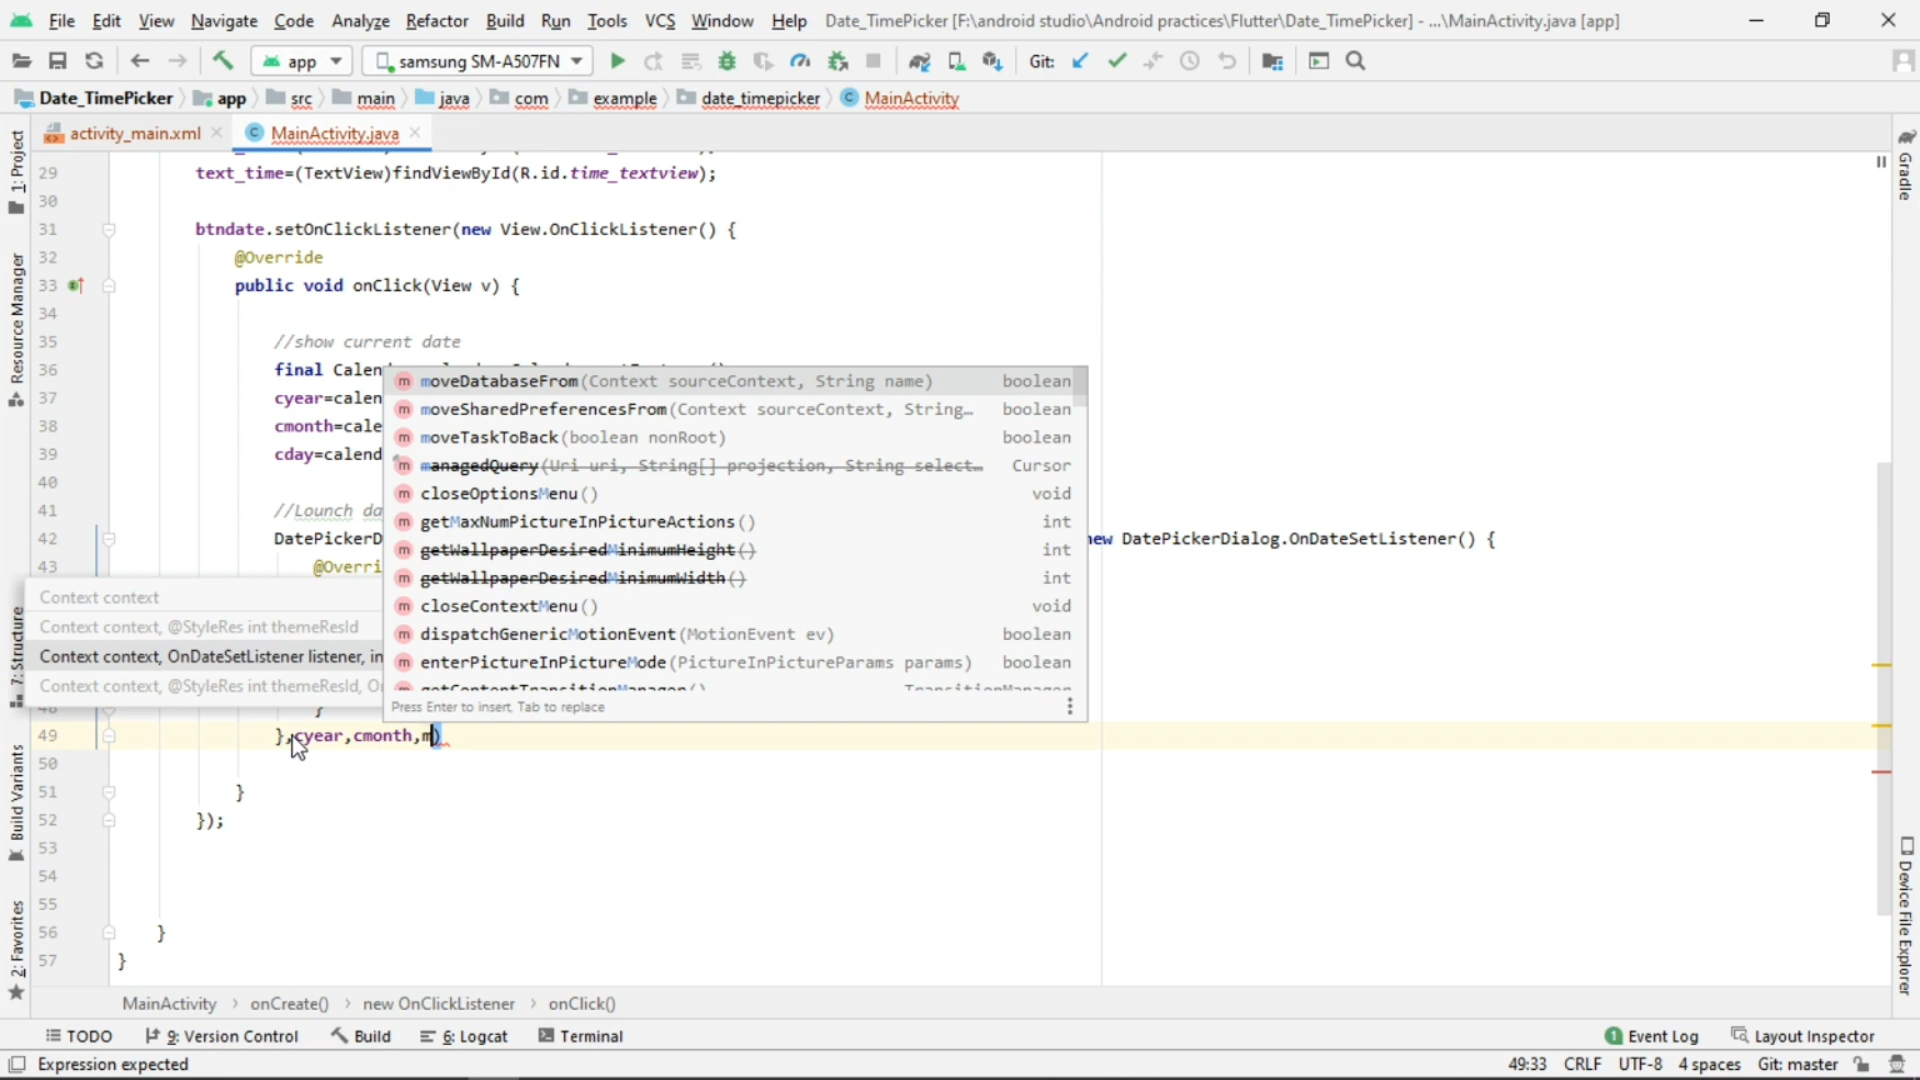 File Edit View Navigate Code Analyze Refactor Build Run Tools VCS Window Help Date_TimePicker [F:\android studio\Android practices\Flutter\Date_TimePicker] - ...\MainActivity.java [app]
app samsung SM-A507FN Git:
Date_TimePicker app src main java com example date_timepicker MainActivity
activity_main.xml MainActivity.java
1: Project
Resource Manager
7: Structure
Build Variants
2: Favorites
Gradle
Device File Explorer
29 text_time=(TextView)findViewById(R.id.time_textview);
30
31 btndate.setOnClickListener(new View.OnClickListener() {
32 @Override
33 public void onClick(View v) {
34
35 //show current date
36 final Calen
37 cyear=calen
38 cmonth=cale
39 cday=calend
40
41 //Lounch da
42 DatePickerD new DatePickerDialog.OnDateSetListener() {
43 @Overri
moveDatabaseFrom(Context sourceContext, String name) boolean
moveSharedPreferencesFrom(Context sourceContext, String… boolean
moveTaskToBack(boolean nonRoot) boolean
managedQuery(Uri uri, String[] projection, String select… Cursor
closeOptionsMenu() void
getMaxNumPictureInPictureActions() int
getWallpaperDesiredMinimumHeight() int
getWallpaperDesiredMinimumWidth() int
closeContextMenu() void
dispatchGenericMotionEvent(MotionEvent ev) boolean
enterPictureInPictureMode(PictureInPictureParams params) boolean
getContentTransitionManager() TransitionManager
Press Enter to insert, Tab to replace
Context context
Context context, @StyleRes int themeResId
Context context, OnDateSetListener listener, in
Context context, @StyleRes int themeResId, On
48 }
49 },cyear,cmonth,m)
50
51 }
52 });
53
54
55
56 }
57 }
MainActivity › onCreate() › new OnClickListener › onClick()
TODO 9: Version Control Build 6: Logcat Terminal 1 Event Log Layout Inspector
Expression expected 49:33 CRLF UTF-8 4 spaces Git: master